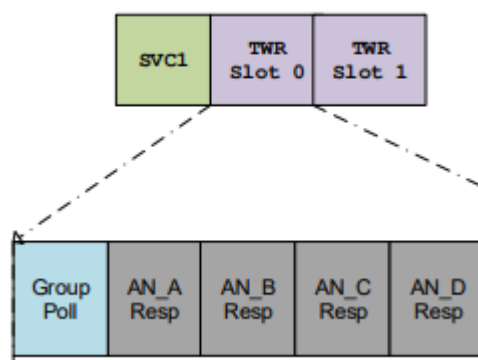 SVC1
TWR
Slot 0
TWR
Slot 1
Group
Poll
AN_A
Resp
AN_B
Resp
AN_C
Resp
AN_D
Resp